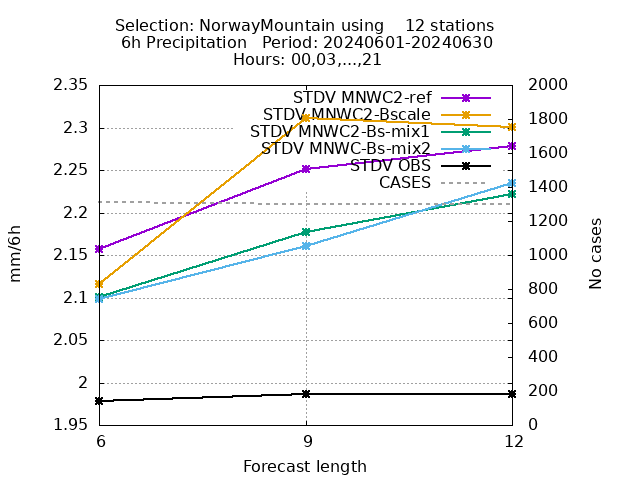 Selection: NorwayMountain using    12 stations
6h Precipitation   Period: 20240601-20240630
Hours: 00,03,...,21
2.35
2.3
2.25
2.2
2.15
2.1
2.05
2
1.95
mm/6h
STDV MNWC2-ref
STDV MNWC2-Bscale
STDV MNWC2-Bs-mix1
STDV MNWC-Bs-mix2
STDV OBS
CASES
2000
1800
1600
1400
1200
1000
800
600
400
200
0
No cases
6
9
12
Forecast length